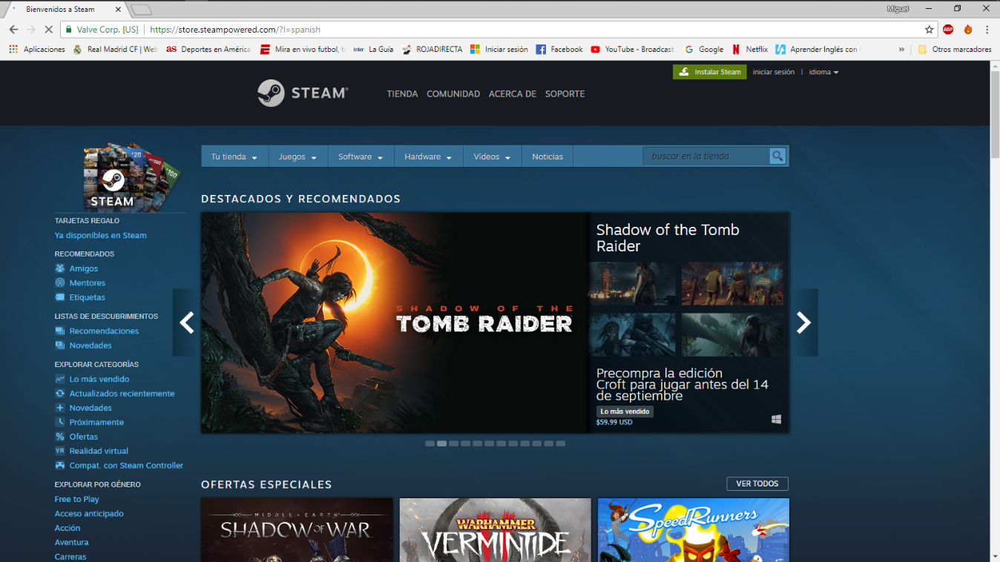 Bienvenidos a Steam
Miguel
Valve Corp. [US] https://store.steampowered.com/?l=spanish
ABP
Aplicaciones Real Madrid CF | Web as Deportes en América Mira en vivo futbol, t inter La Guía ROJADIRECTA Iniciar sesión Facebook YouTube - Broadcast Google Netflix Aprender Inglés con » Otros marcadores
Instalar Steam iniciar sesión | idioma
STEAM®
TIENDA COMUNIDAD ACERCA DE SOPORTE
Tu tienda Juegos Software Hardware Vídeos Noticias buscar en la tienda
$20
$100
STEAM
TARJETAS REGALO
Ya disponibles en Steam
RECOMENDADOS
Amigos
Mentores
Etiquetas
LISTAS DE DESCUBRIMIENTOS
Recomendaciones
Novedades
EXPLORAR CATEGORÍAS
Lo más vendido
Actualizados recientemente
Novedades
Próximamente
Ofertas
VR Realidad virtual
Compat. con Steam Controller
EXPLORAR POR GÉNERO
Free to Play
Acceso anticipado
Acción
Aventura
Carreras
DESTACADOS Y RECOMENDADOS
SHADOW OF THE
TOMB RAIDER
Shadow of the Tomb
Raider
Precompra la edición
Croft para jugar antes del 14
de septiembre
Lo más vendido
$59.99 USD
OFERTAS ESPECIALES
VER TODOS
MIDDLE-EARTH
SHADOW OF WAR
WARHAMMER
VERMINTIDE
SpeedRunners